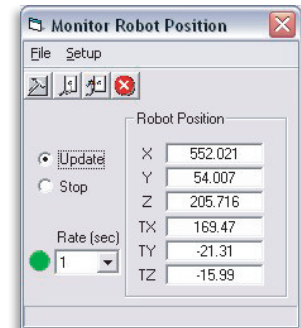 Monitor Robot Position
File Setup
Robot Position
Update
Stop
Rate (sec)
1
X 552.021
Y 54.007
Z 205.716
TX 169.47
TY -21.31
TZ -15.99